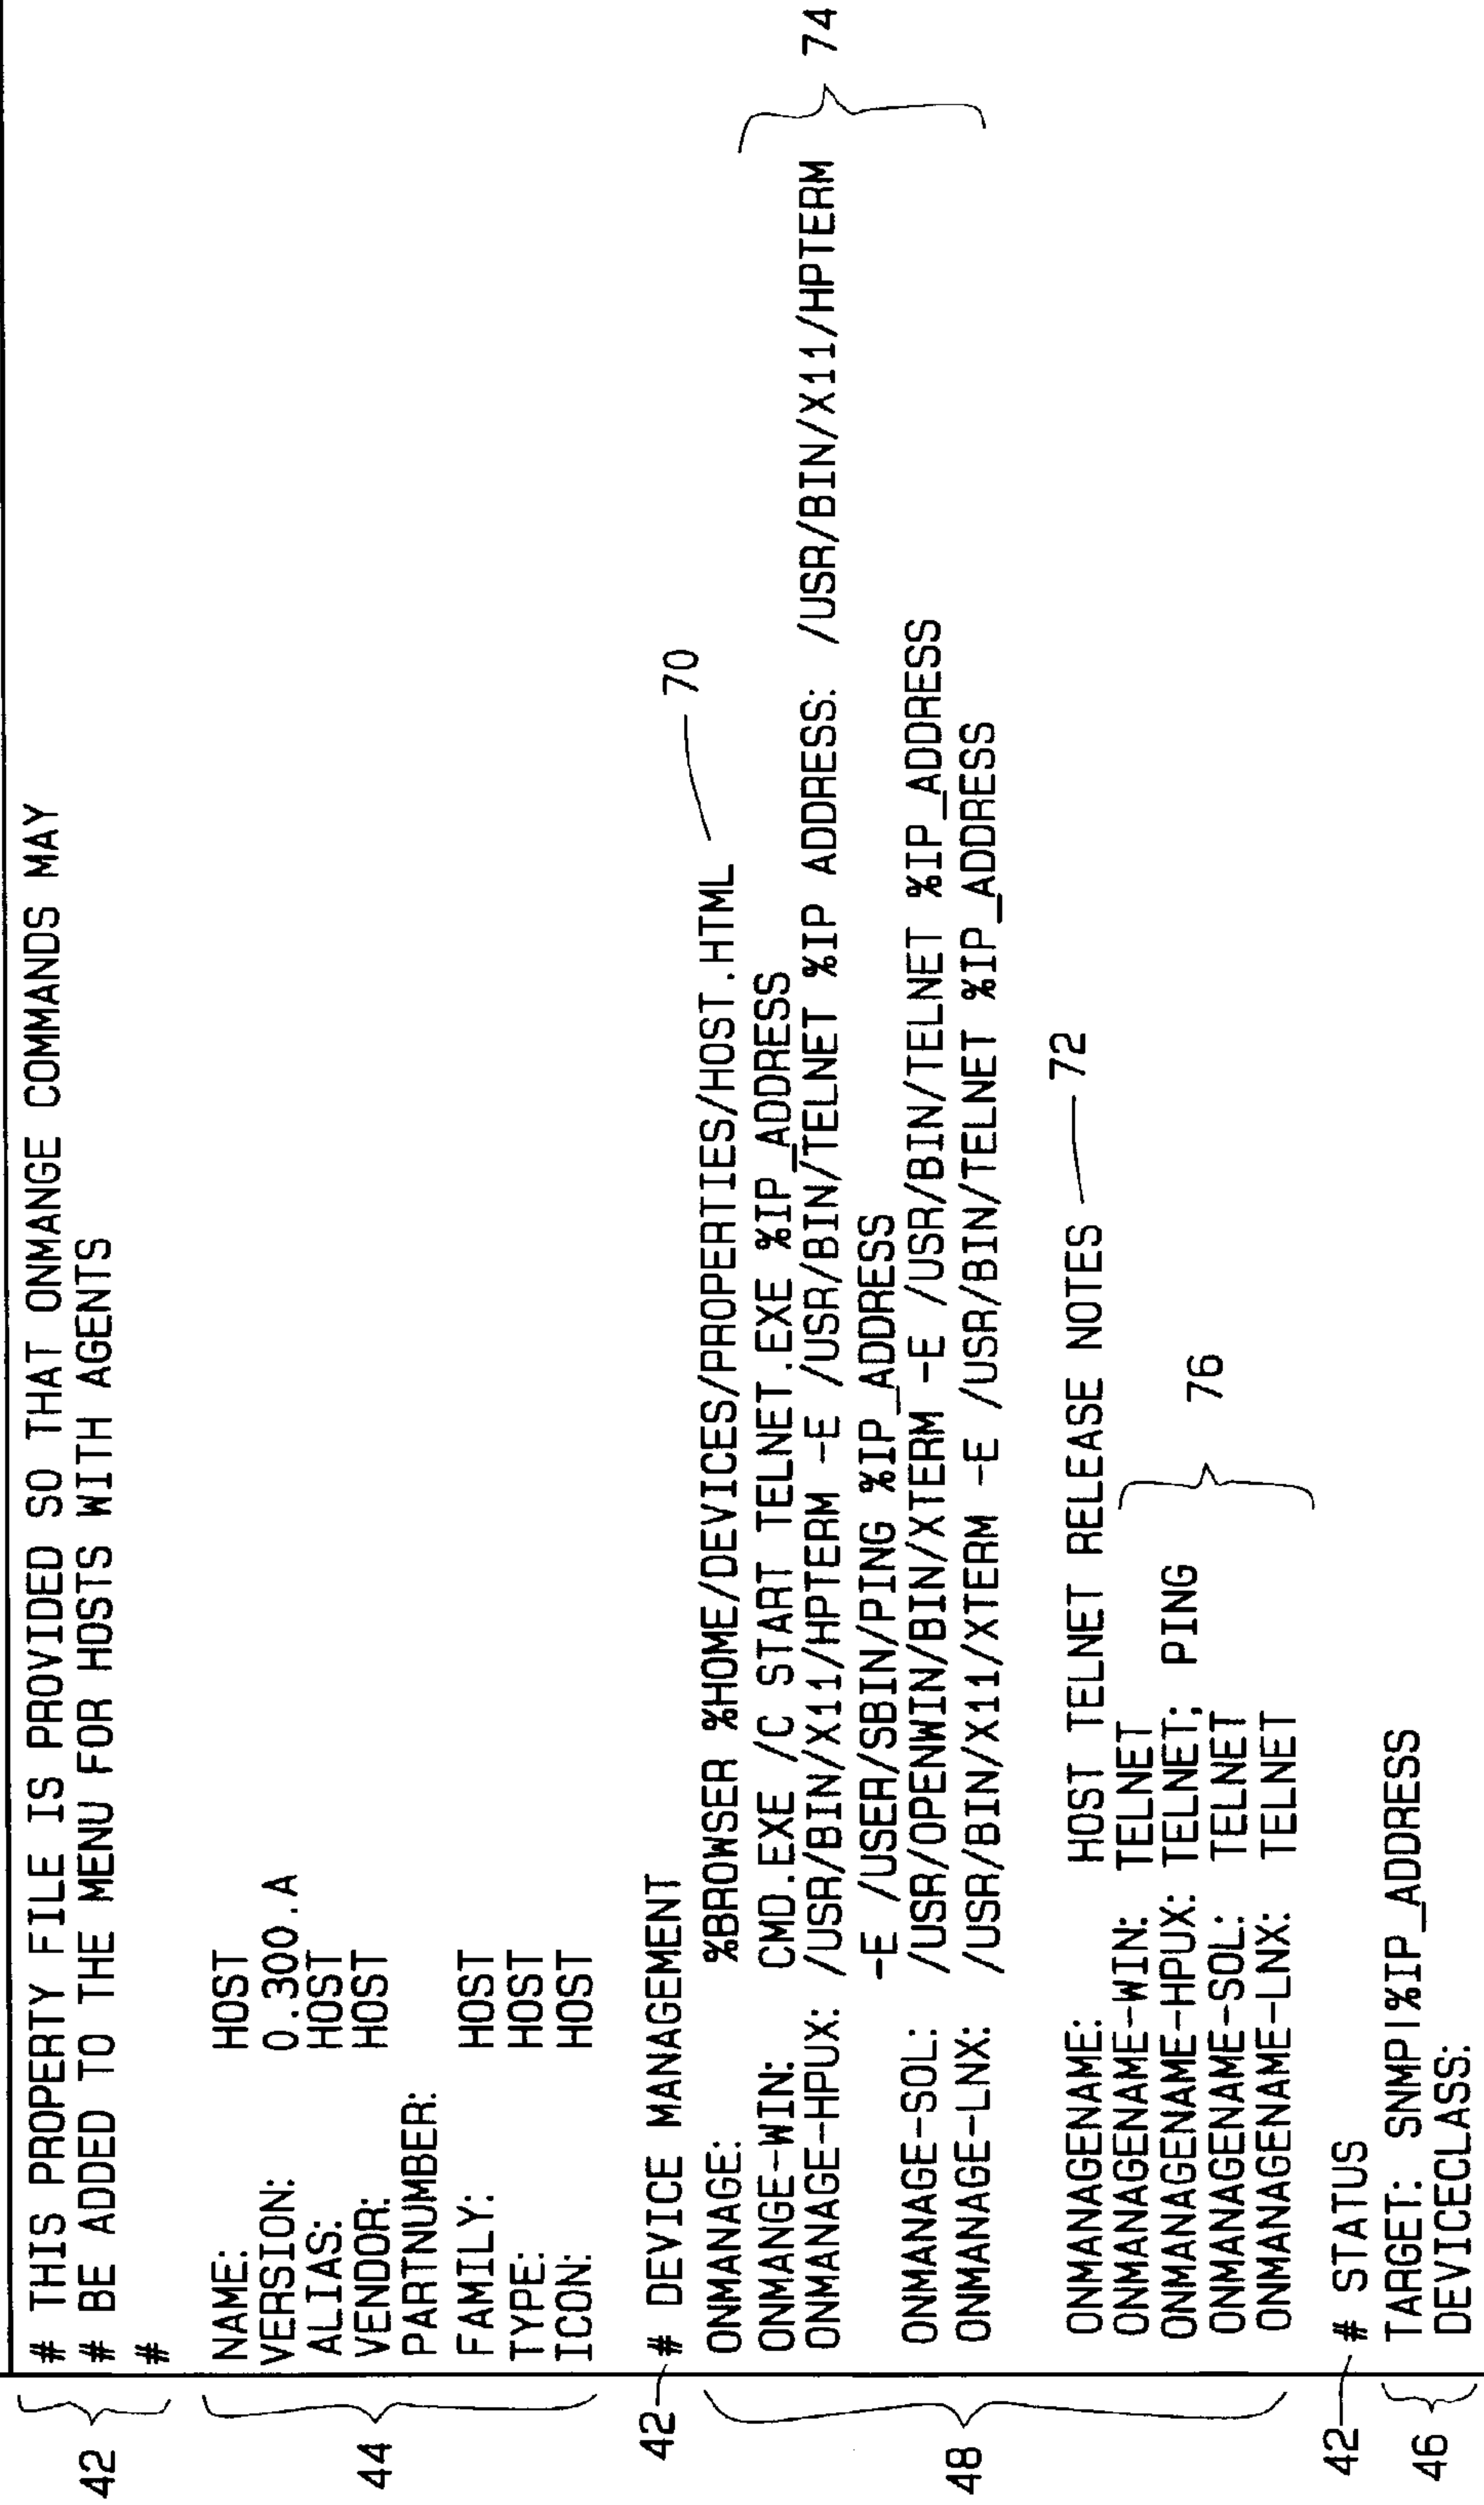 42 # THIS PROPERTY FILE IS PROVIDED SO THAT ONMANGE COMMANDS MAY
# BE ADDED TO THE MENU FOR HOSTS WITH AGENTS
#
44 NAME: HOST
VERSION: 0.300.A
ALIAS: HOST
VENDOR: HOST
PARTNUMBER:
FAMILY: HOST
TYPE: HOST
ICON: HOST
42 # DEVICE MANAGEMENT 70
48 ONMANAGE: %BROWSER %HOME/DEVICES/PROPERTIES/HOST.HTML
ONMANGE-WIN: CMD.EXE /C START TELNET.EXE %IP_ADDRESS
ONMANAGE-HPUX: /USR/BIN/X11/HPTERM -E /USR/BIN/TELNET %IP ADDRESS: /USR/BIN/X11/HPTERM 74
-E /USER/SBIN/PING %IP_ADDRESS
ONMANAGE-SOL: /USR/OPENWIN/BIN/XTERM -E /USR/BIN/TELNET %IP_ADDRESS
ONMANAGE-LNX: /USR/BIN/X11/XTERM -E /USR/BIN/TELNET %IP_ADDRESS
ONMANAGENAME: HOST TELNET RELEASE NOTES 72
ONMANAGENAME-WIN: TELNET
ONMANAGENAME-HPUX: TELNET; PING 76
ONMANAGENAME-SOL: TELNET
ONMANAGENAME-LNX: TELNET
42 # STATUS
46 TARGET: SNMP|%IP_ADDRESS
DEVICECLASS: